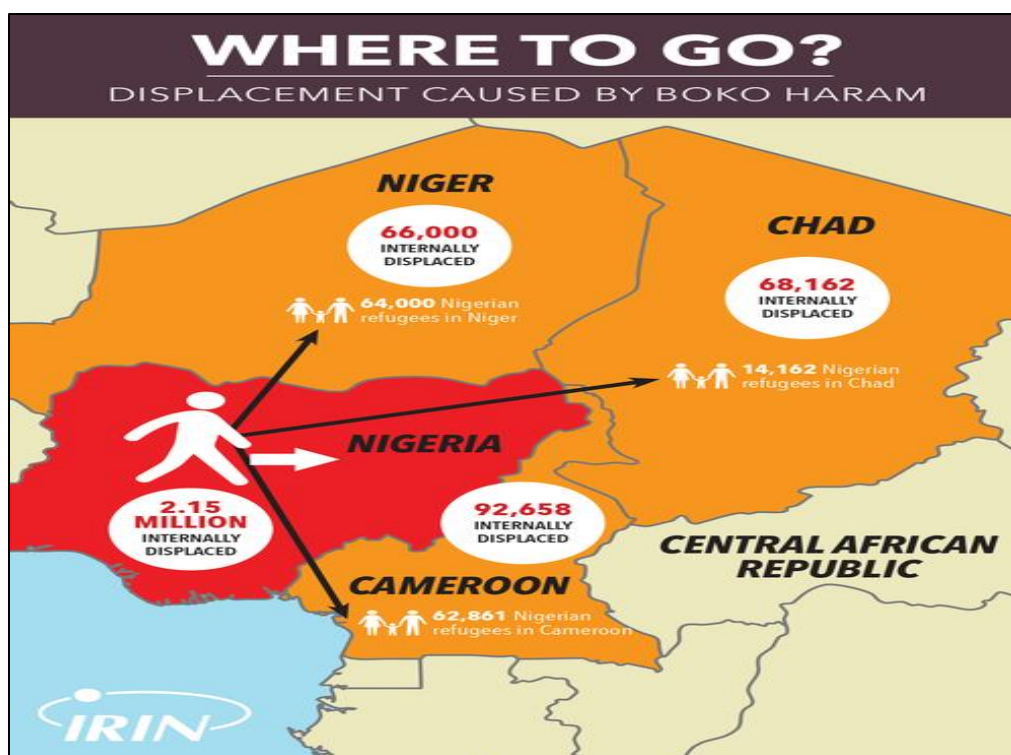 WHERE TO GO?
DISPLACEMENT CAUSED BY BOKO HARAM
NIGER
66,000
INTERNALLY
DISPLACED
64,000 Nigerian
refugees in Niger
CHAD
68,162
INTERNALLY
DISPLACED
14,162 Nigerian
refugees in Chad
NIGERIA
2.15
MILLION
INTERNALLY
DISPLACED
92,658
INTERNALLY
DISPLACED
CAMEROON
62,861 Nigerian
refugees in Cameroon
CENTRAL AFRICAN
REPUBLIC
IRIN